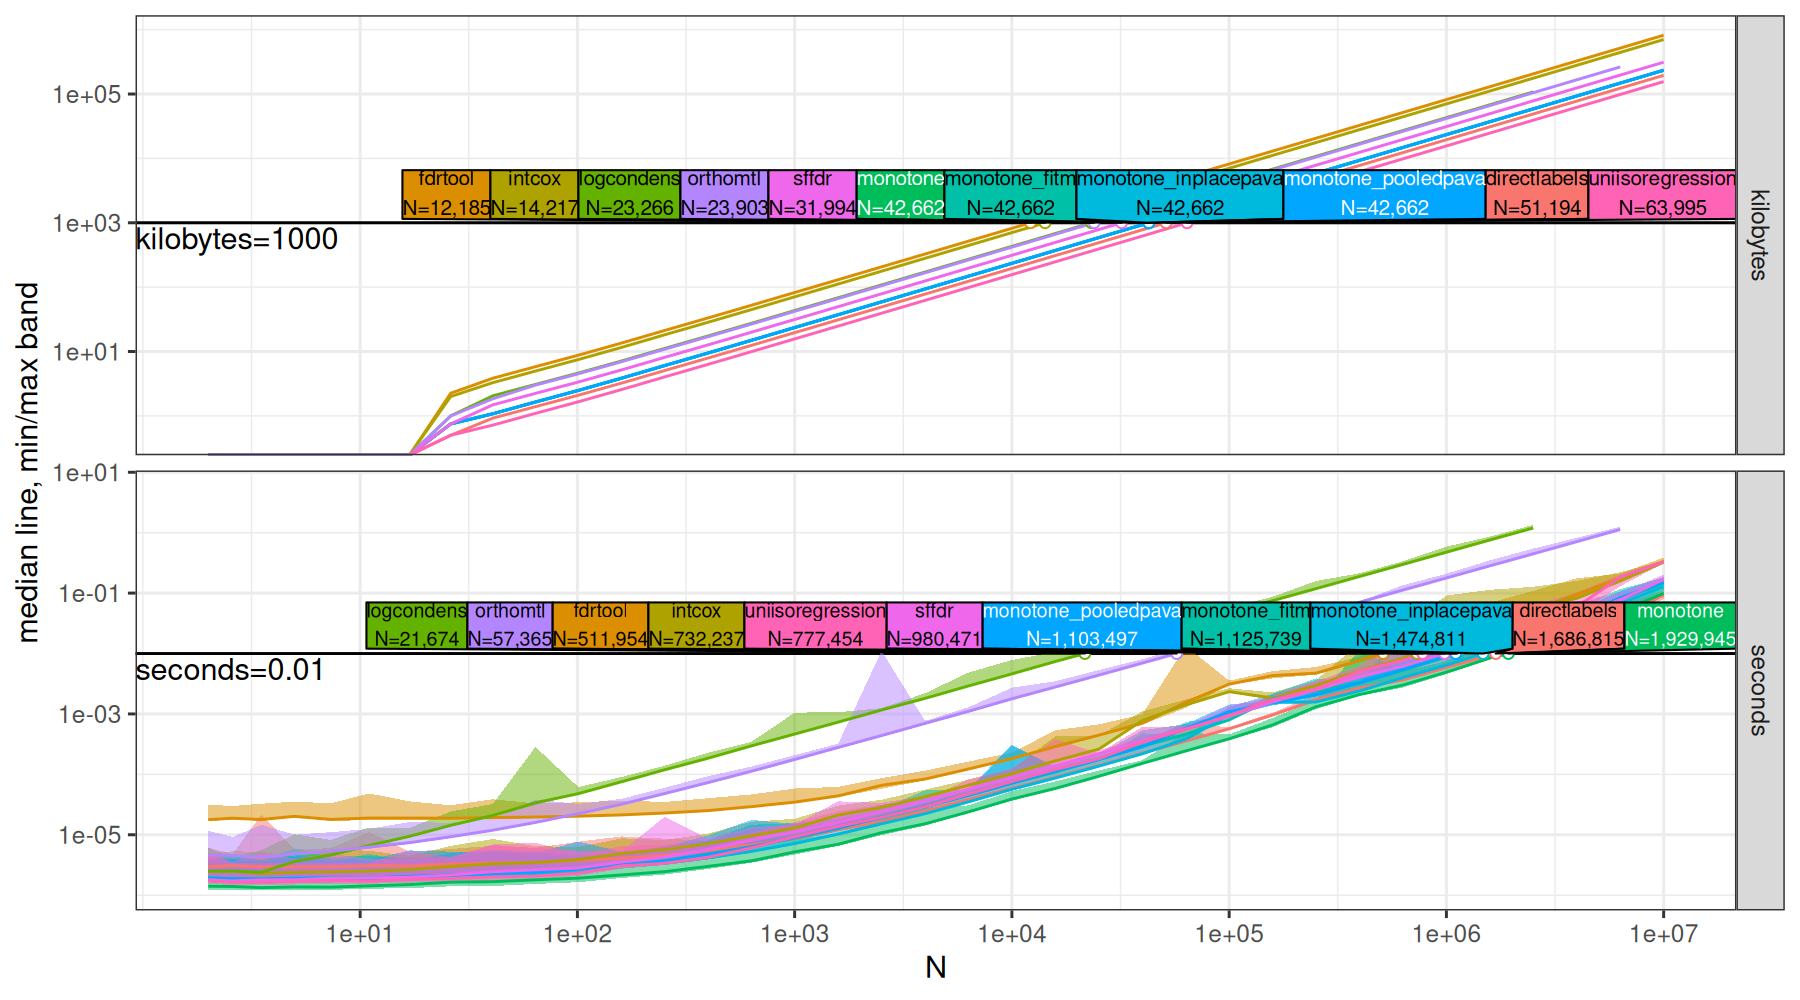 median line, min/max band
1e+05
1e+03
1e+01
fdrtool
N=12,185
intcox
N=14,217
logcondens
N=23,266
orthomtl
N=23,903
sffdr
N=31,994
monotone
N=42,662
monotone_fitm
N=42,662
monotone_inplacepava
N=42,662
monotone_pooledpava
N=42,662
directlabels
N=51,194
uniisoregression
N=63,995
kilobytes=1000
kilobytes
1e+01
1e-01
1e-03
1e-05
logcondens
N=21,674
orthomtl
N=57,365
fdrtool
N=511,954
intcox
N=732,237
uniisoregression
N=777,454
sffdr
N=980,471
monotone_pooledpava
N=1,103,497
monotone_fitm
N=1,125,739
monotone_inplacepava
N=1,474,811
directlabels
N=1,686,815
monotone
N=1,929,945
seconds=0.01
seconds
1e+01
1e+02
1e+03
1e+04
1e+05
1e+06
1e+07
N